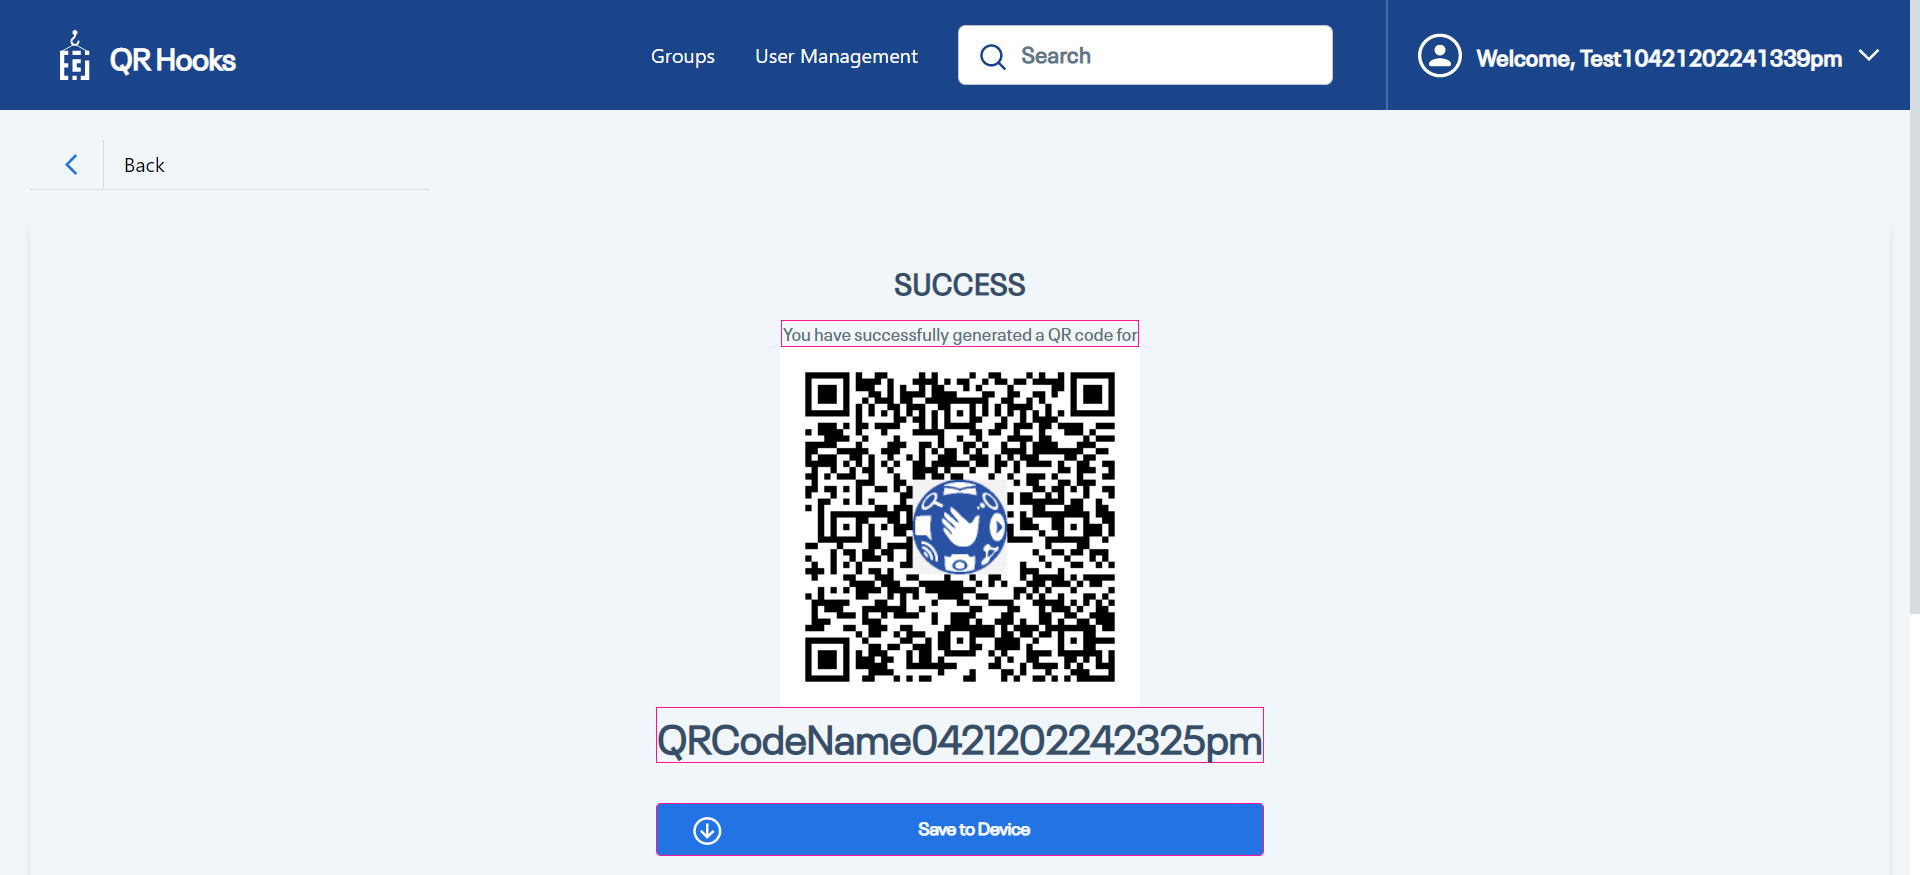 QR Hooks
Groups
User Management
Search
Welcome, Test10421202241339pm
Back
SUCCESS
You have successfully generated a QR code for
QRCodeName0421202242325pm
Save to Device